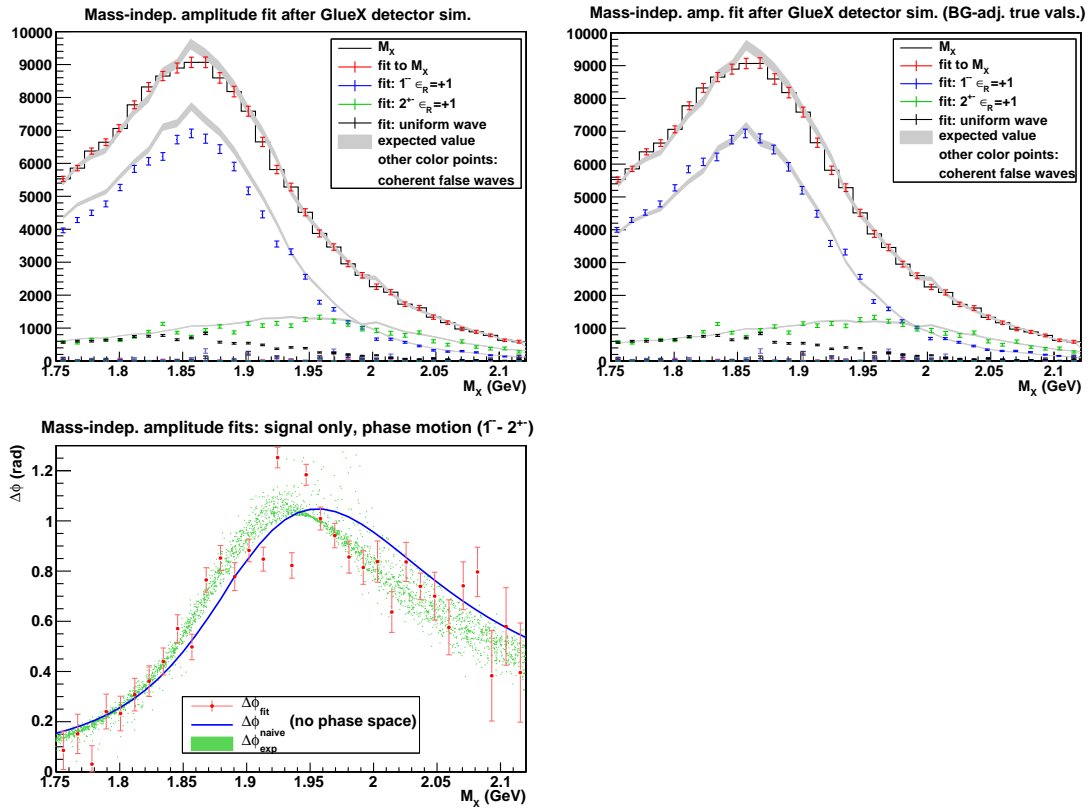 Mass-indep. amplitude fit after GlueX detector sim.
10000
9000
8000
7000
6000
5000
4000
3000
2000
1000
0
M_X
fit to M_X
fit: 1⁻⁻ ϵ_R=+1
fit: 2⁺⁻ ϵ_R=+1
fit: uniform wave
expected value
other color points:
coherent false waves
1.75 1.8 1.85 1.9 1.95 2 2.05 2.1
M_X (GeV)
Mass-indep. amp. fit after GlueX detector sim. (BG-adj. true vals.)
10000
9000
8000
7000
6000
5000
4000
3000
2000
1000
0
M_X
fit to M_X
fit: 1⁻⁻ ϵ_R=+1
fit: 2⁺⁻ ϵ_R=+1
fit: uniform wave
expected value
other color points:
coherent false waves
1.75 1.8 1.85 1.9 1.95 2 2.05 2.1
M_X (GeV)
Mass-indep. amplitude fits: signal only, phase motion (1⁻⁻- 2⁺⁻)
Δϕ (rad)
1.2
1
0.8
0.6
0.4
0.2
0
Δϕ_fit
Δϕ^naive (no phase space)
Δϕ_exp
1.75 1.8 1.85 1.9 1.95 2 2.05 2.1
M_X (GeV)